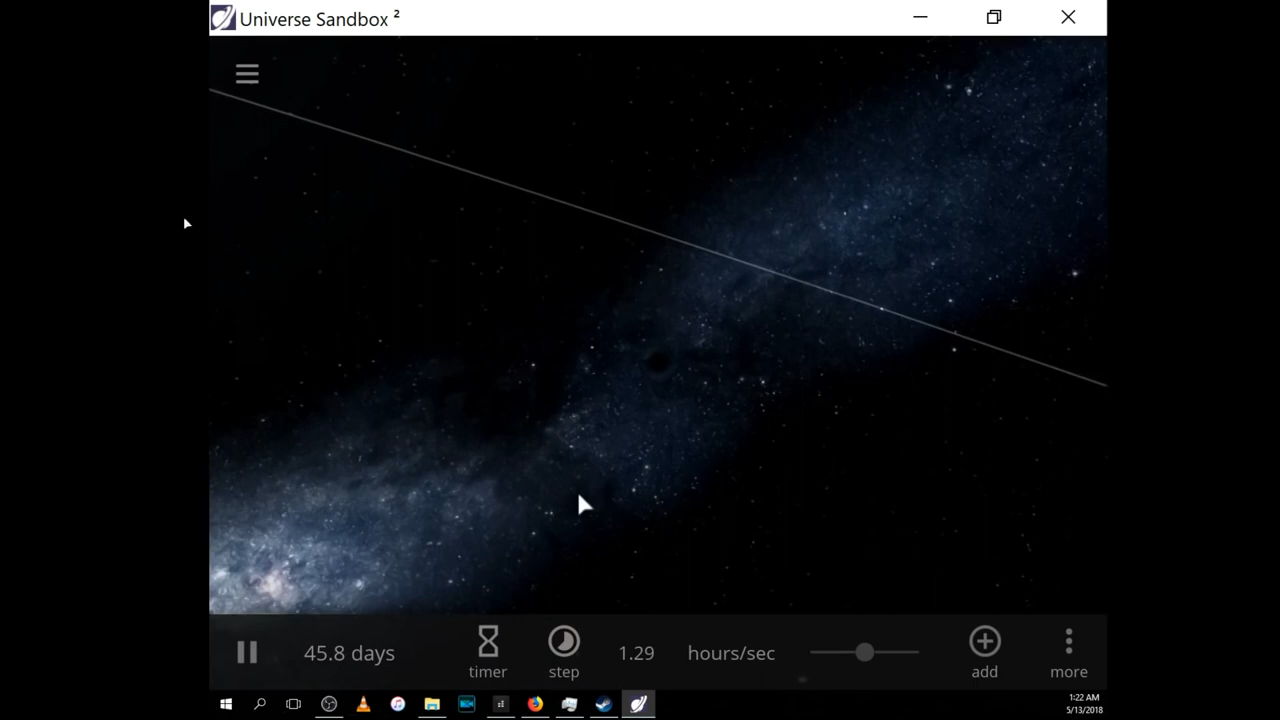 Universe Sandbox ²
45.8 days
timer
step
1.29 hours/sec
add
more
1:22 AM
5/13/2018